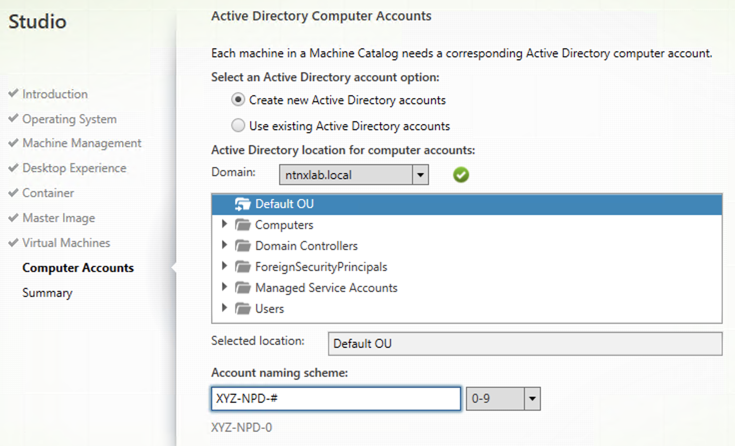 Studio
Introduction
Operating System
Machine Management
Desktop Experience
Container
Master Image
Virtual Machines
Computer Accounts
Summary
Active Directory Computer Accounts
Each machine in a Machine Catalog needs a corresponding Active Directory computer account.
Select an Active Directory account option:
Create new Active Directory accounts
Use existing Active Directory accounts
Active Directory location for computer accounts:
Domain: ntnxlab.local
Default OU
Computers
Domain Controllers
ForeignSecurityPrincipals
Managed Service Accounts
Users
Selected location: Default OU
Account naming scheme:
XYZ-NPD-# 0-9
XYZ-NPD-0